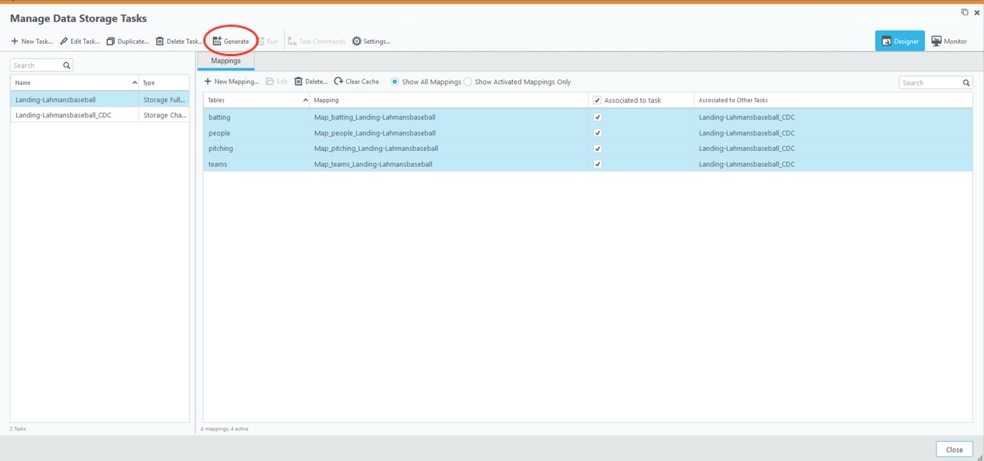 Manage Data Storage Tasks
New Task... Edit Task... Duplicate... Delete Task... Generate Run Task Commands Settings... Designer Monitor
Search
Mappings
New Mapping... Edit Delete... Clear Cache Show All Mappings Show Activated Mappings Only Search
Name Type
Tables Mapping Associated to task Associated to Other Tasks
Landing-Lahmansbaseball Storage Full...
Landing-Lahmansbaseball_CDC Storage Cha...
batting Map_batting_Landing-Lahmansbaseball Landing-Lahmansbaseball_CDC
people Map_people_Landing-Lahmansbaseball Landing-Lahmansbaseball_CDC
pitching Map_pitching_Landing-Lahmansbaseball Landing-Lahmansbaseball_CDC
teams Map_teams_Landing-Lahmansbaseball Landing-Lahmansbaseball_CDC
2 Tasks
4 mappings; 4 active
Close